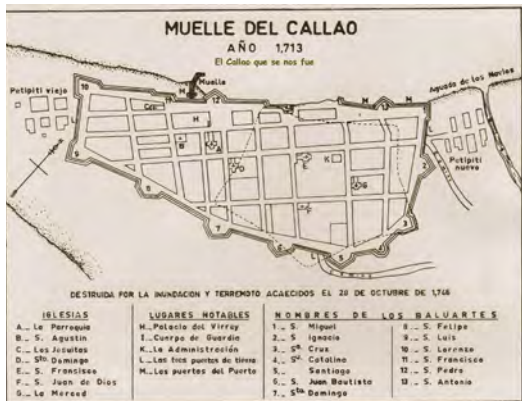 MUELLE DEL CALLAO
AÑO 1,713
El Callao que se nos fue
Muelle
Pitipiti viejo
Aguada de los Navios
Pitipiti nuevo
DESTRUIDA POR LA INUNDACION Y TERREMOTO ACAECIDOS EL 28 DE OCTUBRE DE 1,746
IGLESIAS
A._ La Parroquia
B._ S. Agustin
C._ Los Jesuitas
D._ Sto Domingo
E._ S. Francisco
F._ S. Juan de Dios
G._ La Merced
LUGARES NOTABLES
H._ Palacio del Virrey
I._ Cuerpo de Guardia
K._ La Administración
L._ Las tres puertas de tierra
M._ Las puertas del Puerto
NOMBRES DE LOS BALUARTES
1._ S. Miguel
2._ S. Ignacio
3._ Sta. Cruz
4._ Sta. Catalina
5._ Santiago
6._ S. Juan Bautista
7._ Sto. Domingo
8._ S. Felipe
9._ S. Luis
10._ S. Lorenzo
11._ S. Francisco
12._ S. Pedro
13._ S. Antonio